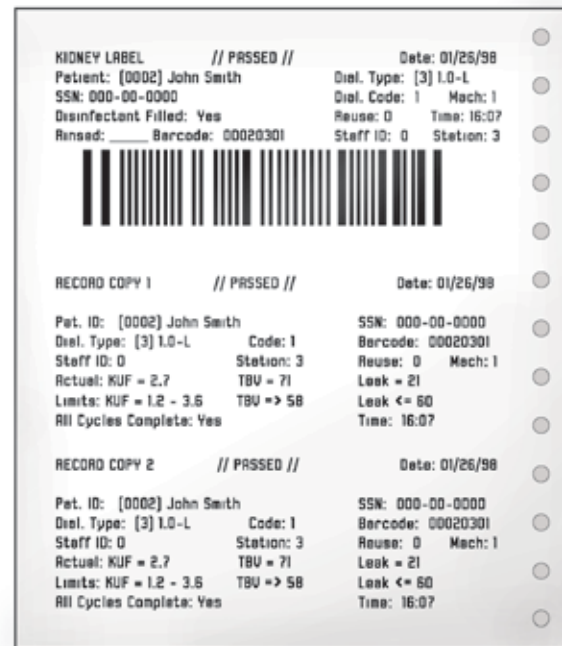 KIDNEY LABEL // PASSED // Date: 01/26/98
Patient: [0002] John Smith Dial. Type: [3] 1.0-L
SSN: 000-00-0000 Dial. Code: 1 Mach: 1
Disinfectant Filled: Yes Reuse: 0 Time: 16:07
Rinsed: _____ Barcode: 00020301 Staff ID: 0 Station: 3
RECORD COPY 1 // PASSED // Date: 01/26/98
Pat. ID: [0002] John Smith SSN: 000-00-0000
Dial. Type: [3] 1.0-L Code: 1 Barcode: 00020301
Staff ID: 0 Station: 3 Reuse: 0 Mach: 1
Actual: KUF = 2.7 TBV = 71 Leak = 21
Limits: KUF = 1.2 - 3.6 TBV => 58 Leak <= 60
All Cycles Complete: Yes Time: 16:07
RECORD COPY 2 // PASSED // Date: 01/26/98
Pat. ID: [0002] John Smith SSN: 000-00-0000
Dial. Type: [3] 1.0-L Code: 1 Barcode: 00020301
Staff ID: 0 Station: 3 Reuse: 0 Mach: 1
Actual: KUF = 2.7 TBV = 71 Leak = 21
Limits: KUF = 1.2 - 3.6 TBV => 58 Leak <= 60
All Cycles Complete: Yes Time: 16:07